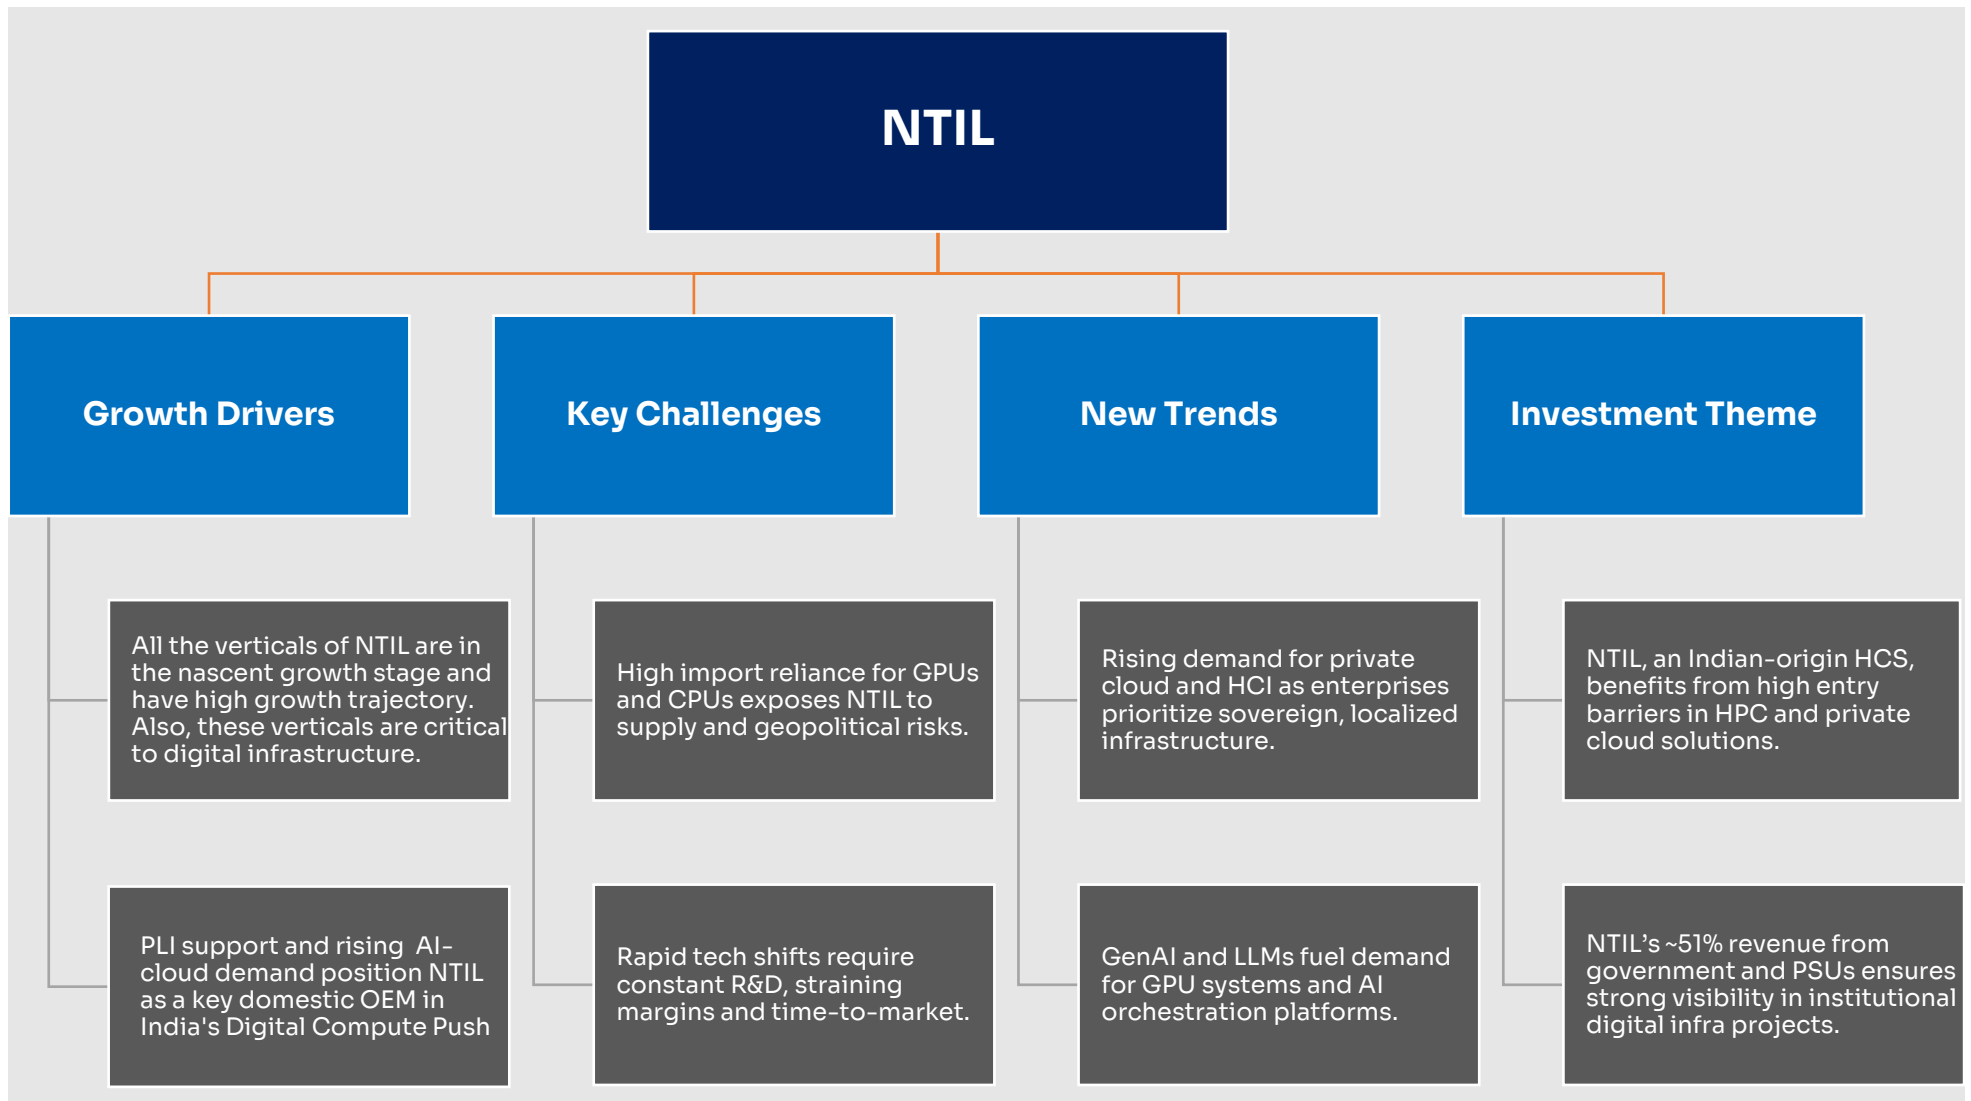 NTIL
Growth Drivers
Key Challenges
New Trends
Investment Theme
All the verticals of NTIL are in
the nascent growth stage and
have high growth trajectory.
Also, these verticals are critical
to digital infrastructure.
High import reliance for GPUs
and CPUs exposes NTIL to
supply and geopolitical risks.
Rising demand for private
cloud and HCI as enterprises
prioritize sovereign, localized
infrastructure.
NTIL, an Indian-origin HCS,
benefits from high entry
barriers in HPC and private
cloud solutions.
PLI support and rising  AI-
cloud demand position NTIL
as a key domestic OEM in
India's Digital Compute Push
Rapid tech shifts require
constant R&D, straining
margins and time-to-market.
GenAI and LLMs fuel demand
for GPU systems and AI
orchestration platforms.
NTIL’s ~51% revenue from
government and PSUs ensures
strong visibility in institutional
digital infra projects.